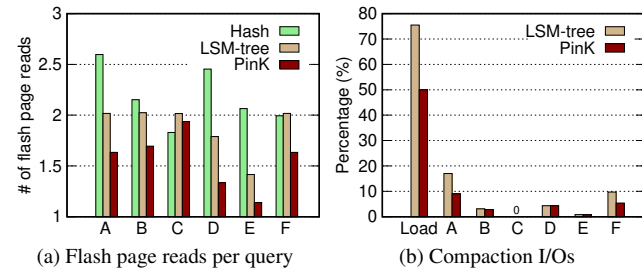 # of flash page reads
3
2.5
2
1.5
1
Hash
LSM-tree
PinK
A B C D E F
(a) Flash page reads per query
Percentage (%)
80
70
60
50
40
30
20
10
0
LSM-tree
PinK
0
Load A B C D E F
(b) Compaction I/Os